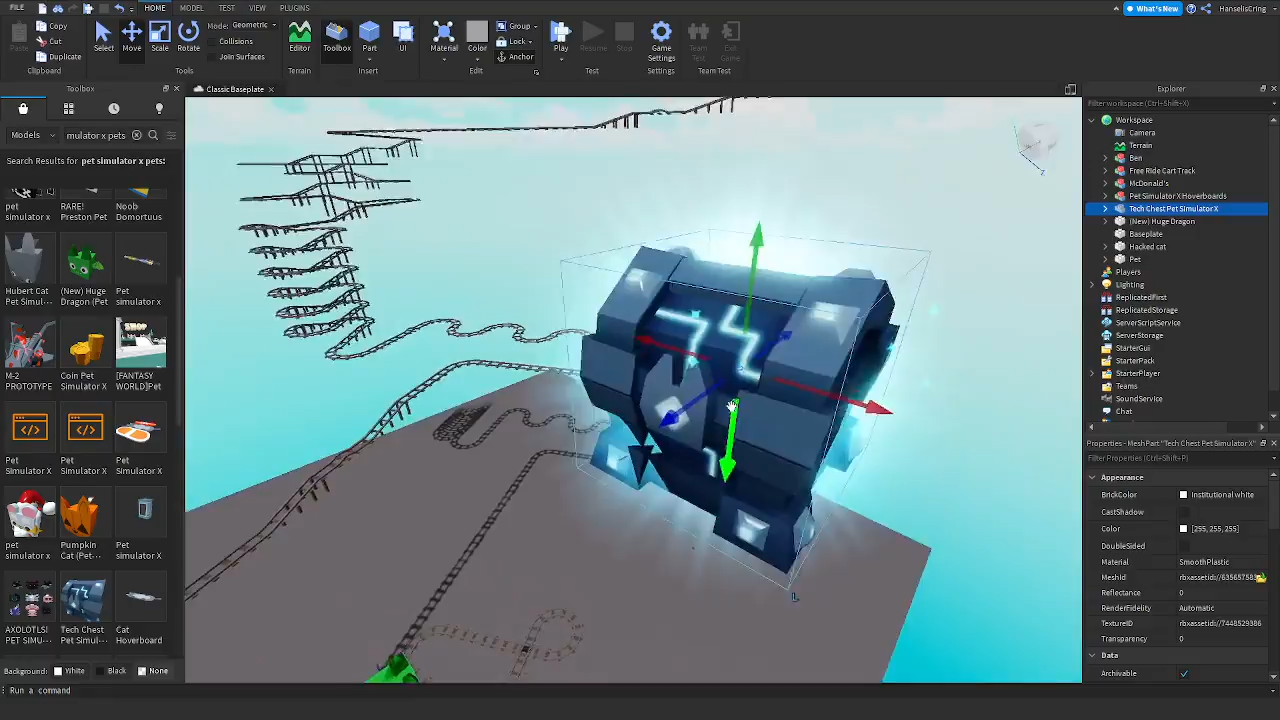 FILE HOME MODEL TEST VIEW PLUGINS What's New HanselisCring
Paste Copy Cut Duplicate Select Move Scale Rotate Mode: Geometric Collisions Join Surfaces Editor Toolbox Part UI Material Color Group Lock Anchor Play Resume Stop Game Settings Team Test Exit Game
Clipboard Tools Terrain Insert Edit Test Settings Team Test
Toolbox
Classic Baseplate
Models mulator x pets
Search Results for pet simulator x pets:
pet simulator x
RARE! Preston Pet
Noob Domortuus
Hubert Cat Pet Simul···
(New) Huge Dragon (Pet
Pet simulator x
M-2 PROTOTYPE
Coin Pet Simulator X
[FANTASY WORLD]Pet
Pet Simulator X
Pet Simulator X
Pet Simulator X
pet simulator x
Pumpkin Cat (Pet···
Pet simulator X
AXOLOTLS! PET SIMU···
Tech Chest Pet Simul···
Cat Hoverboard
Background: White Black None
Run a command
Explorer
Filter workspace (Ctrl+Shift+X)
Workspace
Camera
Terrain
Ben
Free Ride Cart Track
McDonald's
Pet Simulator X Hoverboards
Tech Chest Pet Simulator X
(New) Huge Dragon
Baseplate
Hacked cat
Pet
Players
Lighting
ReplicatedFirst
ReplicatedStorage
ServerScriptService
ServerStorage
StarterGui
StarterPack
StarterPlayer
Teams
SoundService
Chat
Properties - MeshPart "Tech Chest Pet Simulator X"
Filter Properties (Ctrl+Shift+P)
Appearance
BrickColor Institutional white
CastShadow
Color [255, 255, 255]
DoubleSided
Material SmoothPlastic
MeshId
Reflectance 0
RenderFidelity Automatic
TextureID rbxassetid://7448529386
Transparency 0
Data
Archivable